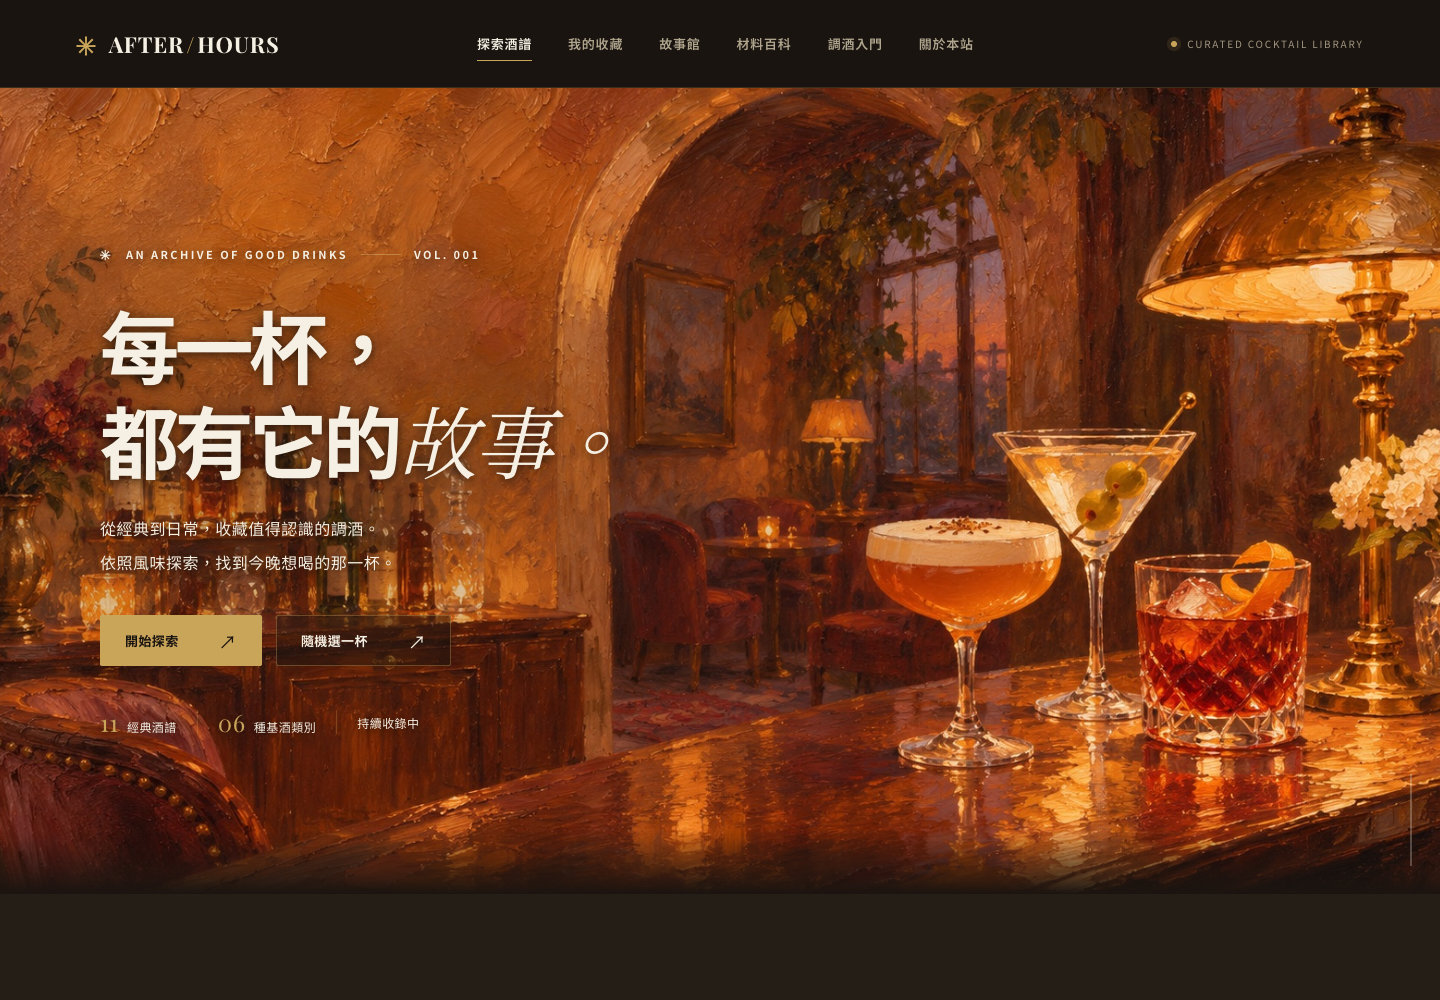 AFTER/HOURS
探索酒譜
我的收藏
故事館
材料百科
調酒入門
關於本站
CURATED COCKTAIL LIBRARY
AN ARCHIVE OF GOOD DRINKS
VOL. 001
每一杯，
都有它的故事。
從經典到日常，收藏值得認識的調酒。
依照風味探索，找到今晚想喝的那一杯。
開始探索 ↗
隨機選一杯 ↗
11 經典酒譜
06 種基酒類別
持續收錄中